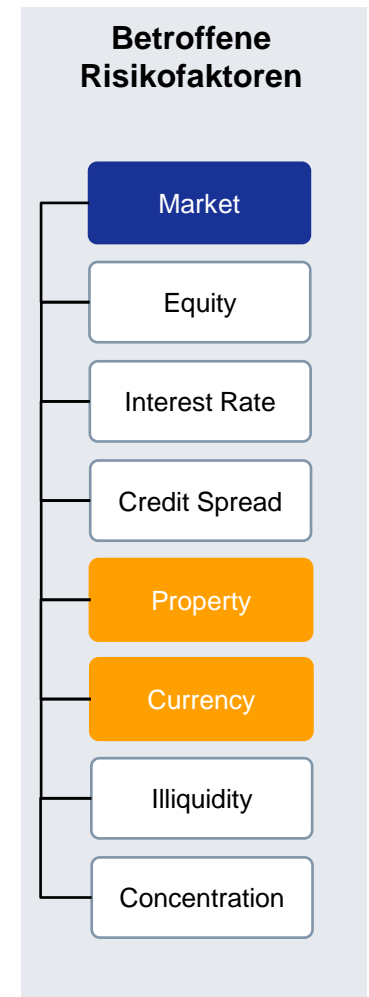 Betroffene
Risikofaktoren
Market
Equity
Interest Rate
Credit Spread
Property
Currency
Illiquidity
Concentration